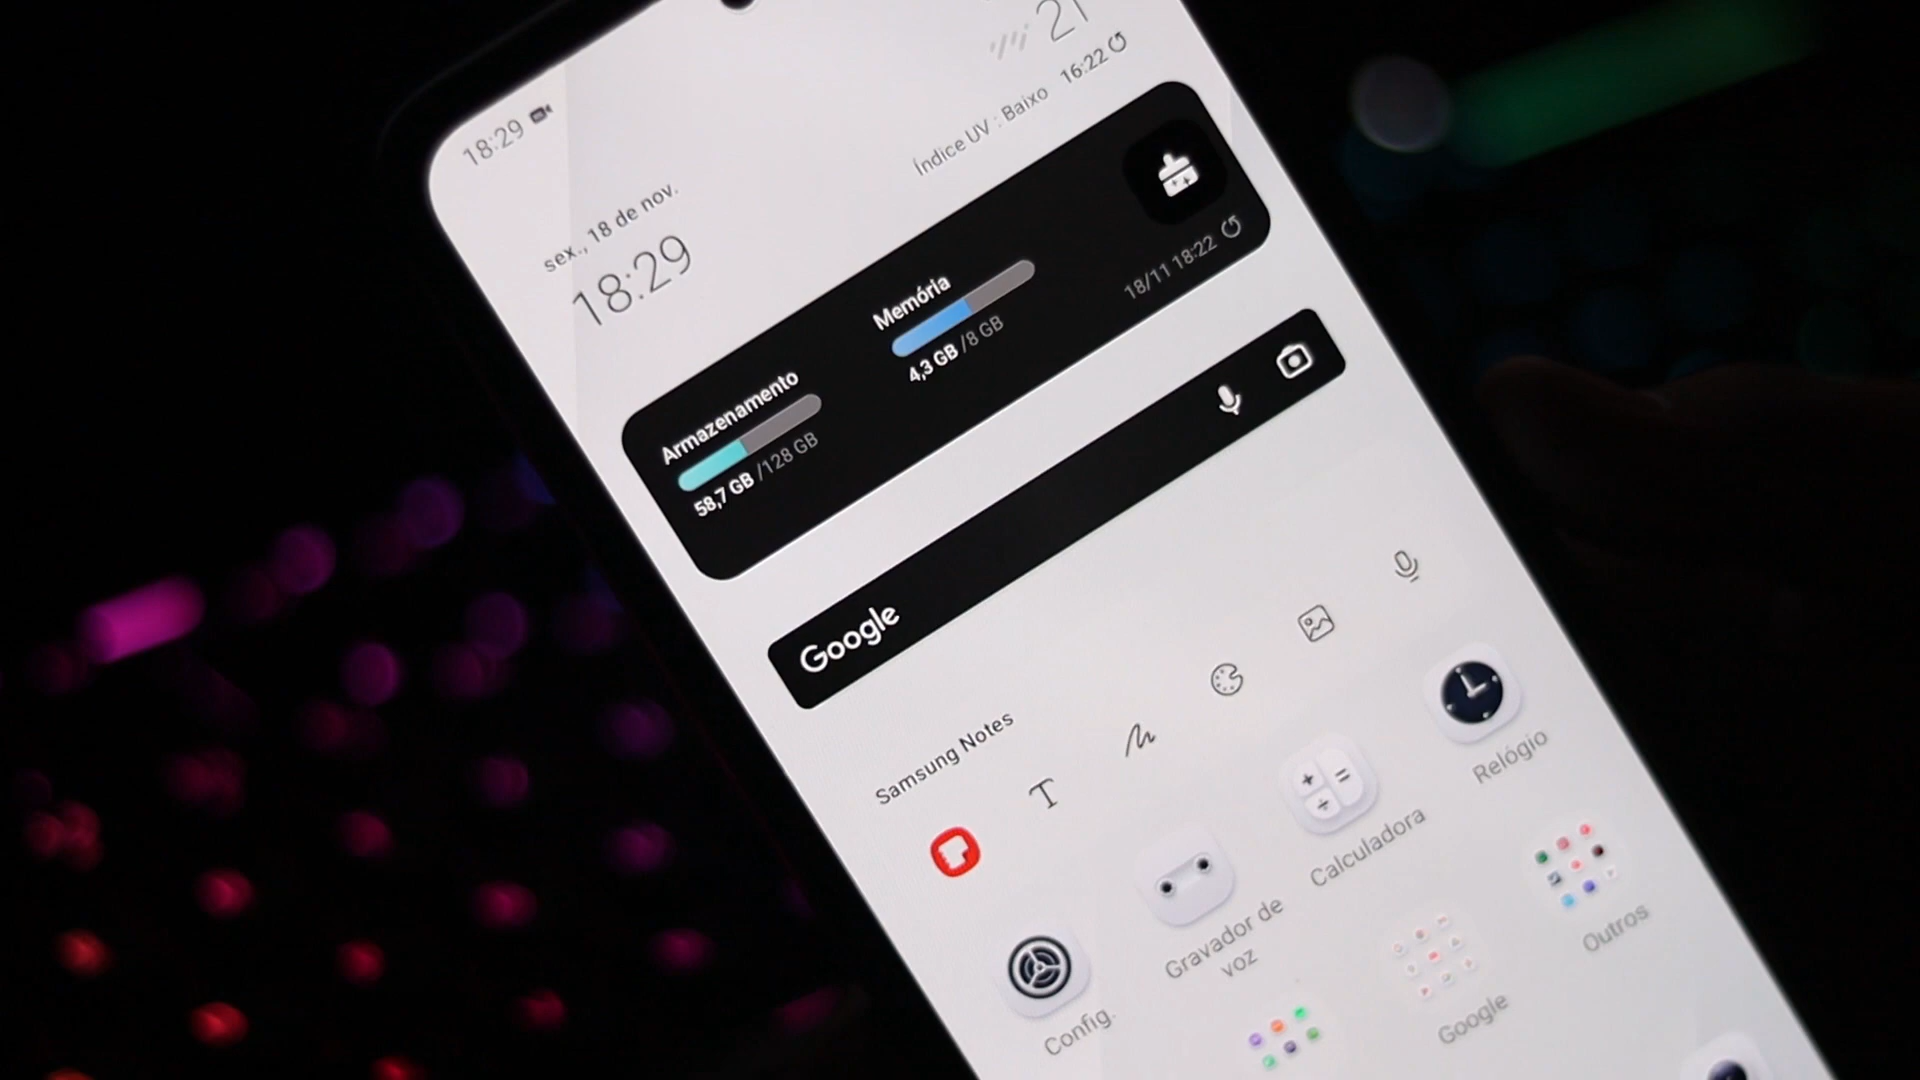 18:29
21
sex., 18 de nov.
18:29
Índice UV : Baixo 16:22
Armazenamento
58,7 GB /128 GB
Memória
4,3 GB /8 GB
18/11 18:22
Google
Samsung Notes
T
Config.
Gravador de
voz
Calculadora
Relógio
Google
Outros